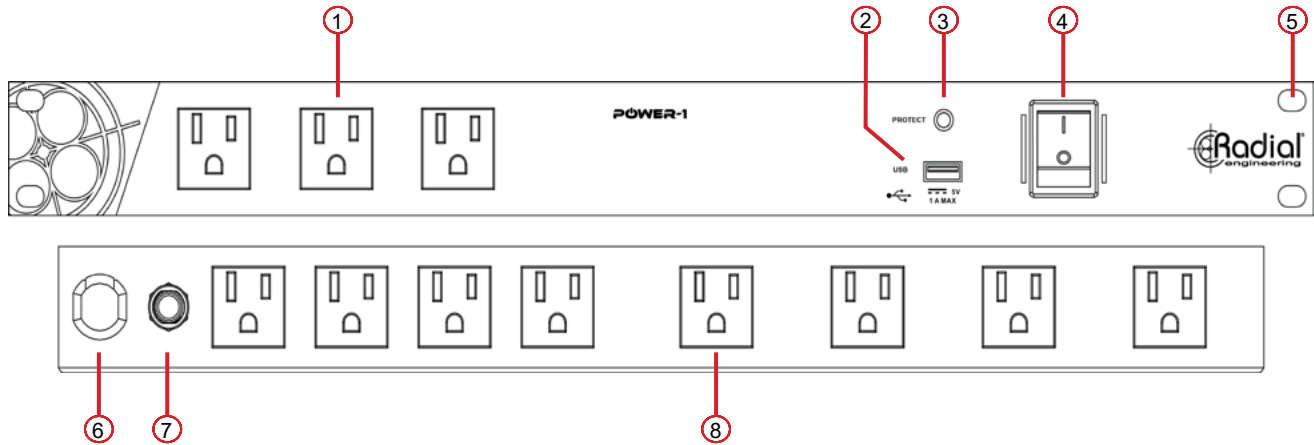 1
2
3
4
5
POWER-1
PROTECT
USB
5V
1 A MAX
Radial
engineering
6
7
8